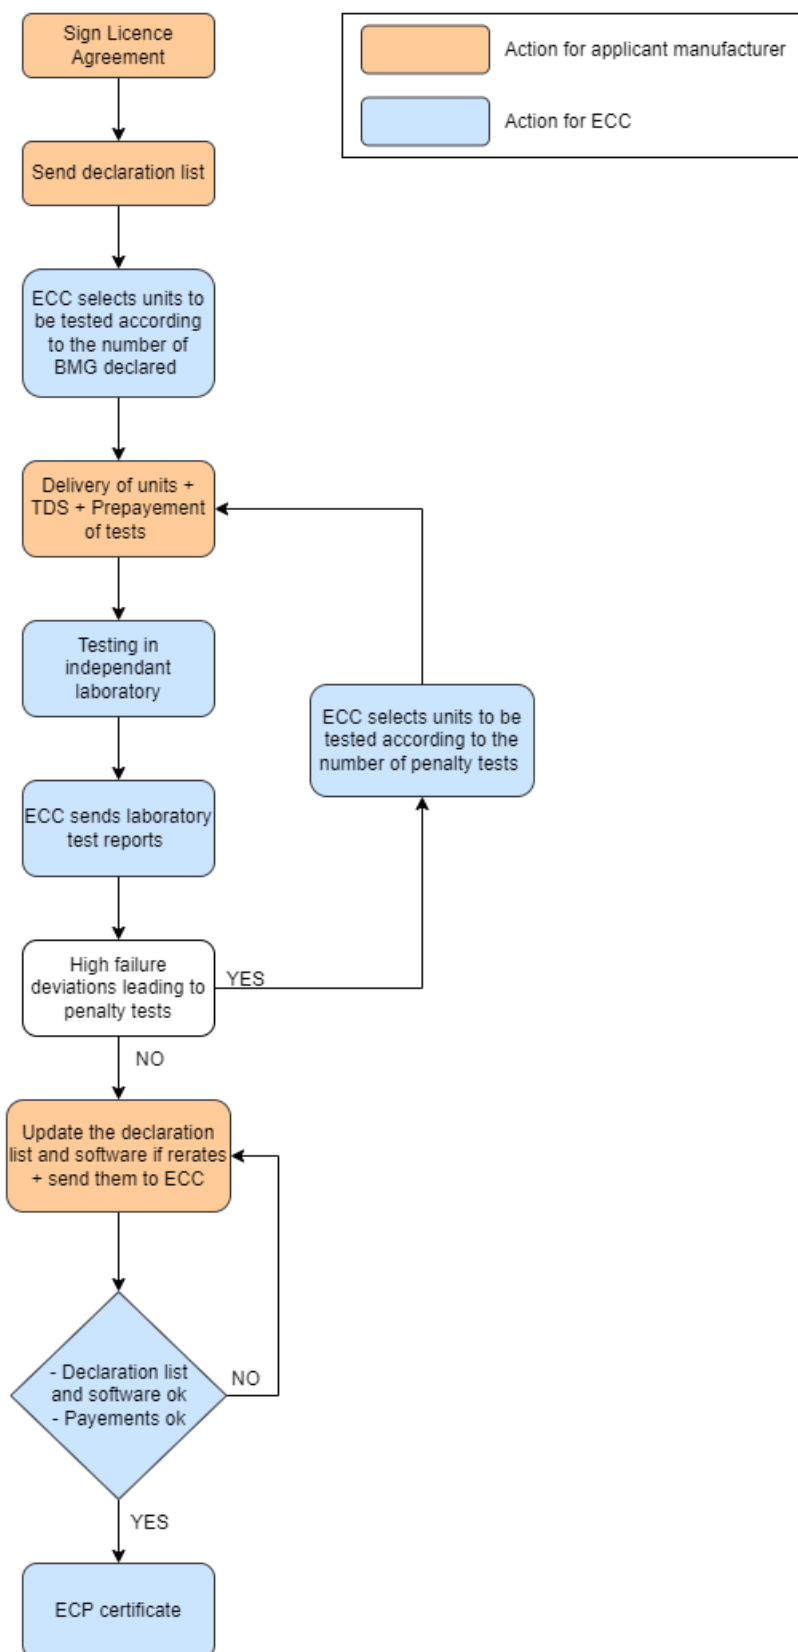 Sign Licence
Agreement
Action for applicant manufacturer
Action for ECC
Send declaration list
ECC selects units to
be tested according
to the number of
BMG declared
Delivery of units +
TDS + Prepayement
of tests
Testing in
independant
laboratory
ECC selects units to be
tested according to the
number of penalty tests
ECC sends laboratory
test reports
High failure
deviations leading to
penalty tests
YES
NO
Update the declaration
list and software if rerates
+ send them to ECC
- Declaration list
and software ok
- Payements ok
NO
YES
ECP certificate